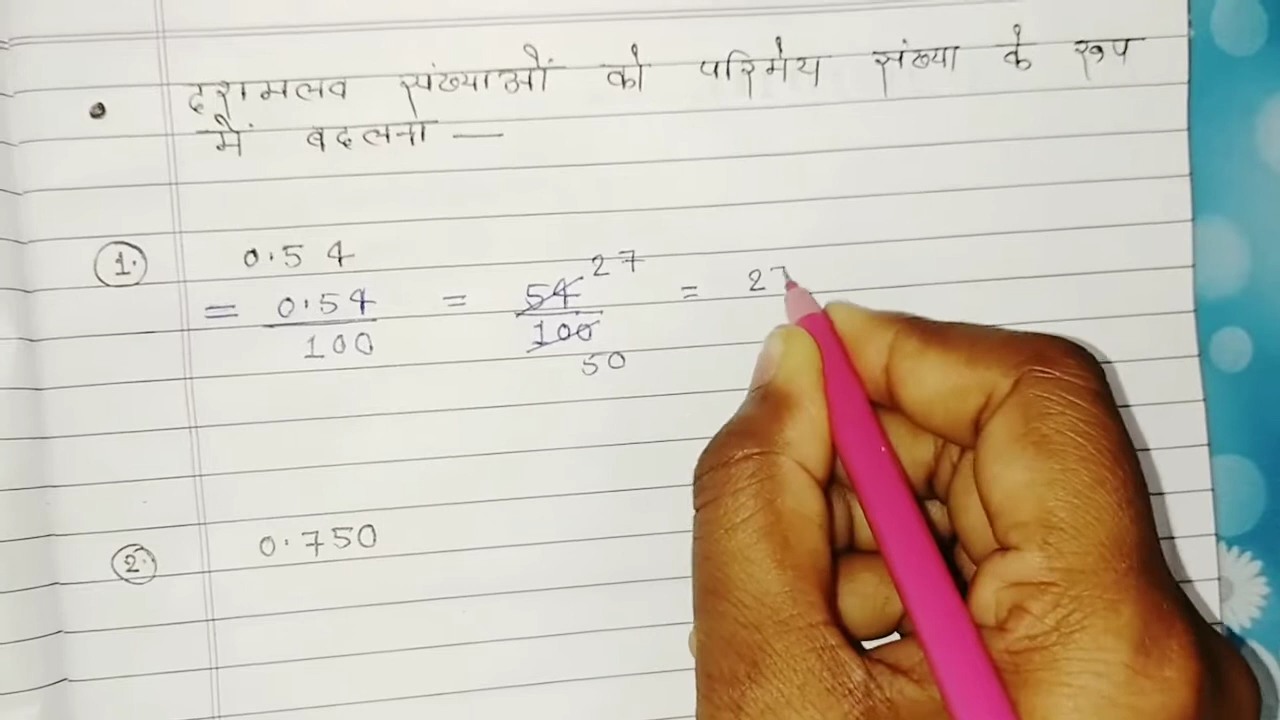 • दशमलव संख्याओं को परिमेय संख्या के रूप
में बदलना —
1. 0.54
= 0.54/100 = 54/100 27 50 = 27
2. 0.750